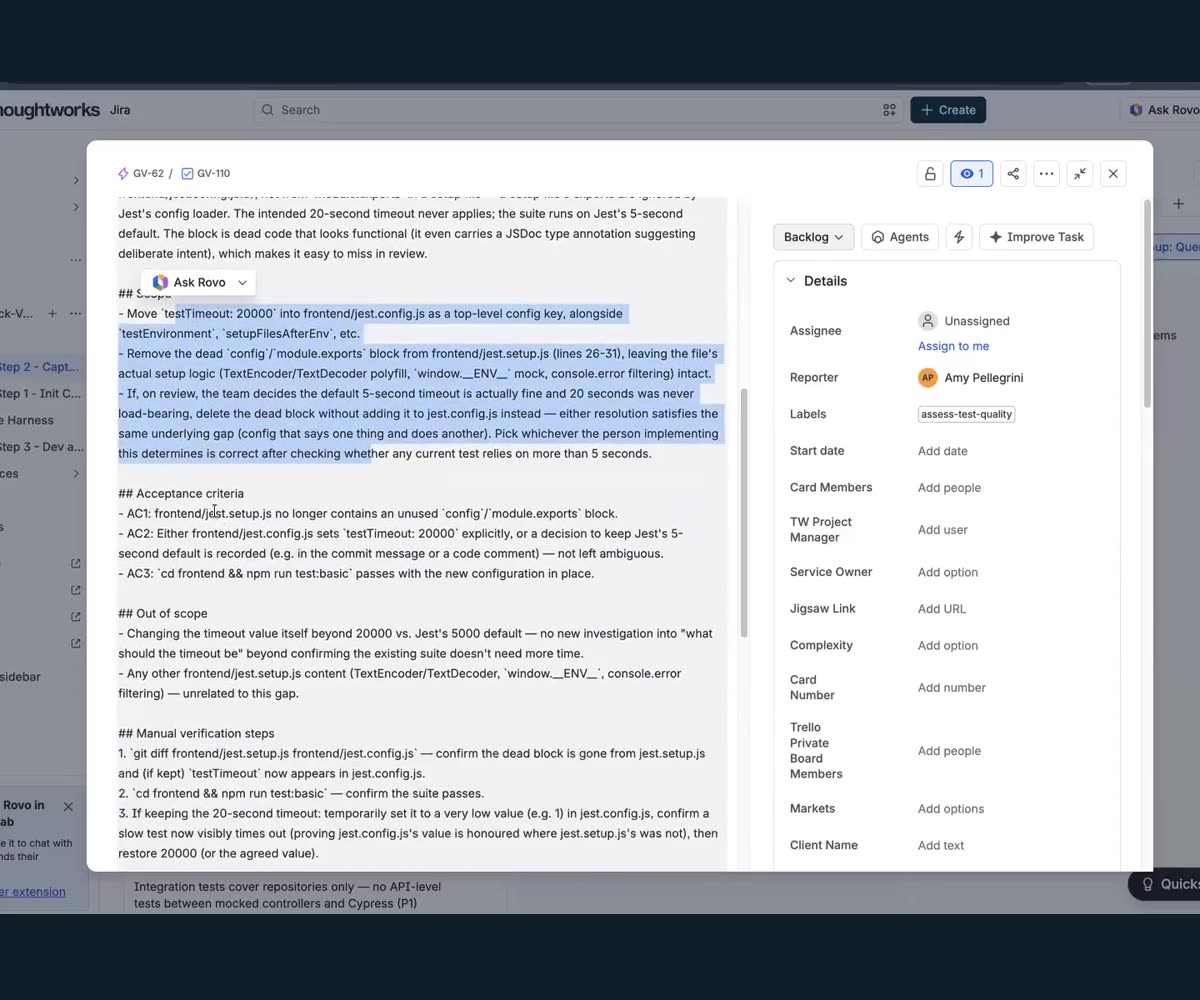 Thoughtworks Jira
Search
Create
Ask Rovo
GV-62 / GV-110
1
Jest's config loader. The intended 20-second timeout never applies; the suite runs on Jest's 5-second
default. The block is dead code that looks functional (it even carries a JSDoc type annotation suggesting
deliberate intent), which makes it easy to miss in review.
Ask Rovo
## Scope
- Move `testTimeout: 20000` into frontend/jest.config.js as a top-level config key, alongside
`testEnvironment`, `setupFilesAfterEnv`, etc.
- Remove the dead `config`/`module.exports` block from frontend/jest.setup.js (lines 26-31), leaving the file's
actual setup logic (TextEncoder/TextDecoder polyfill, `window.__ENV__` mock, console.error filtering) intact.
- If, on review, the team decides the default 5-second timeout is actually fine and 20 seconds was never
load-bearing, delete the dead block without adding it to jest.config.js instead — either resolution satisfies the
same underlying gap (config that says one thing and does another). Pick whichever the person implementing
this determines is correct after checking whether any current test relies on more than 5 seconds.
## Acceptance criteria
- AC1: frontend/jest.setup.js no longer contains an unused `config`/`module.exports` block.
- AC2: Either frontend/jest.config.js sets `testTimeout: 20000` explicitly, or a decision to keep Jest's 5-
second default is recorded (e.g. in the commit message or a code comment) — not left ambiguous.
- AC3: `cd frontend && npm run test:basic` passes with the new configuration in place.
## Out of scope
- Changing the timeout value itself beyond 20000 vs. Jest's 5000 default — no new investigation into "what
should the timeout be" beyond confirming the existing suite doesn't need more time.
- Any other frontend/jest.setup.js content (TextEncoder/TextDecoder, `window.__ENV__`, console.error
filtering) — unrelated to this gap.
## Manual verification steps
1. `git diff frontend/jest.setup.js frontend/jest.config.js` — confirm the dead block is gone from jest.setup.js
and (if kept) `testTimeout` now appears in jest.config.js.
2. `cd frontend && npm run test:basic` — confirm the suite passes.
3. If keeping the 20-second timeout: temporarily set it to a very low value (e.g. 1) in jest.config.js, confirm a
slow test now visibly times out (proving jest.config.js's value is honoured where jest.setup.js's was not), then
restore 20000 (or the agreed value).
Backlog
Agents
Improve Task
Details
Assignee
Unassigned
Assign to me
Reporter
AP Amy Pellegrini
Labels
assess-test-quality
Start date
Add date
Card Members
Add people
TW Project
Manager
Add user
Service Owner
Add option
Jigsaw Link
Add URL
Complexity
Add option
Card
Number
Add number
Trello
Private
Board
Members
Add people
Markets
Add options
Client Name
Add text
ck-V...
Step 2 - Capt...
Step 1 - Init C...
e Harness
Step 3 - Dev a...
ces
s
sidebar
Rovo in
ab
e it to chat with
nds their
er extension
up: Que
ems
Integration tests cover repositories only — no API-level
tests between mocked controllers and Cypress (P1)
Quicks